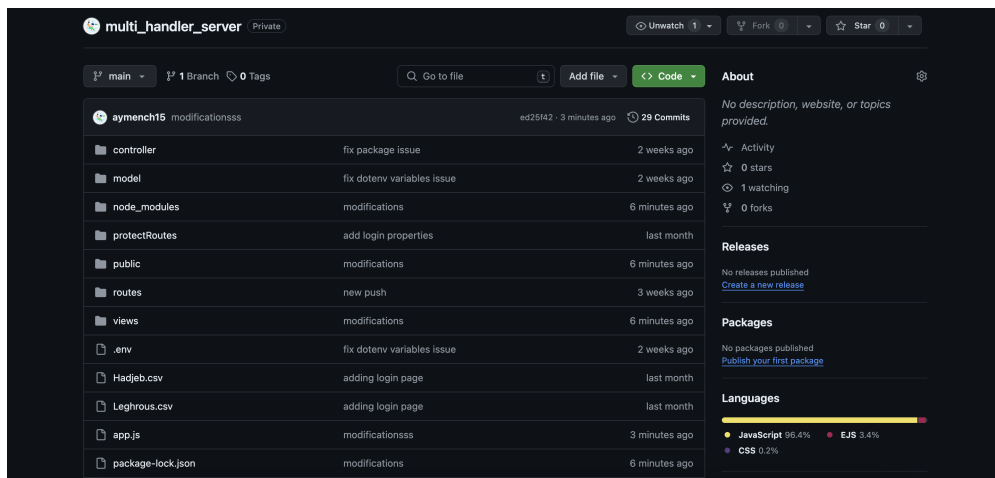 multi_handler_server Private Unwatch 1 Fork 0 Star 0
main 1 Branch 0 Tags Go to file t Add file Code
aymench15 modificationsss ed25f42 · 3 minutes ago 29 Commits
controller fix package issue 2 weeks ago
model fix dotenv variables issue 2 weeks ago
node_modules modifications 6 minutes ago
protectRoutes add login properties last month
public modifications 6 minutes ago
routes new push 3 weeks ago
views modifications 6 minutes ago
.env fix dotenv variables issue 2 weeks ago
Hadjeb.csv adding login page last month
Leghrous.csv adding login page last month
app.js modificationsss 3 minutes ago
package-lock.json modifications 6 minutes ago
About
No description, website, or topics
provided.
Activity
0 stars
1 watching
0 forks
Releases
No releases published
Create a new release
Packages
No packages published
Publish your first package
Languages
JavaScript 96.4% EJS 3.4%
CSS 0.2%